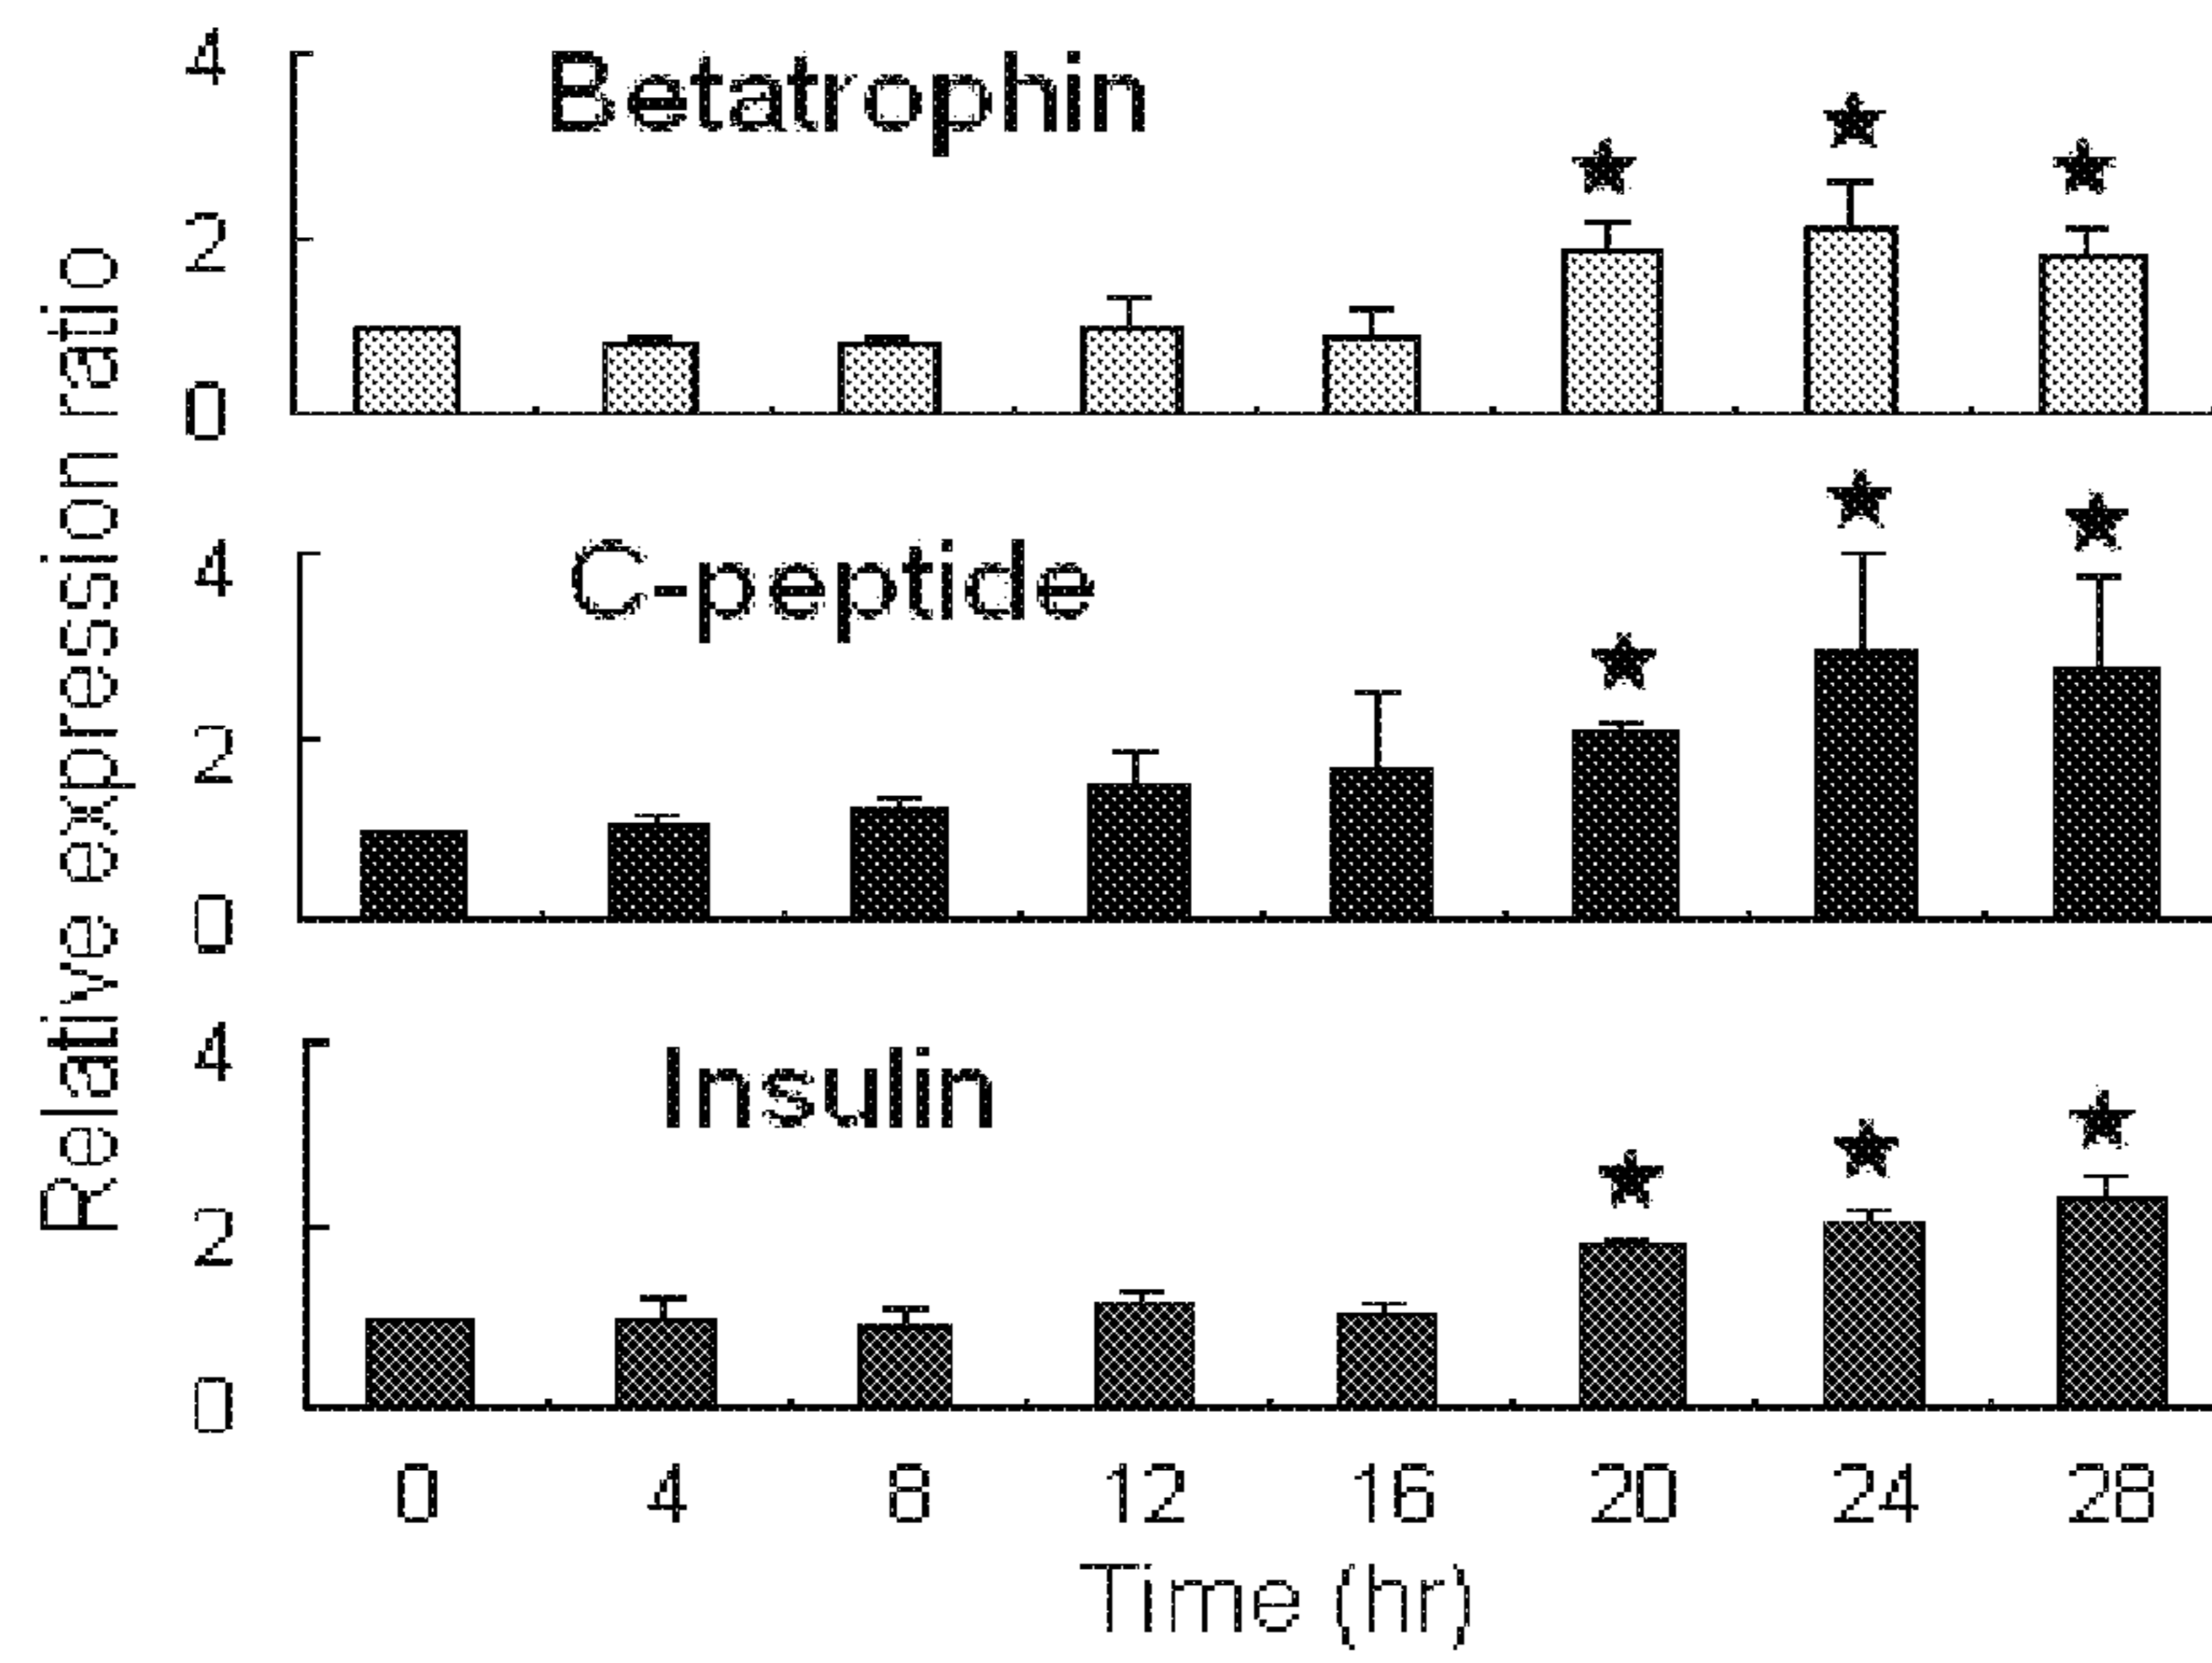 Relative expression ratio
Betatrophin
4
2
0
C-peptide
4
2
0
Insulin
4
2
0
0 4 8 12 16 20 24 28
Time (hr)